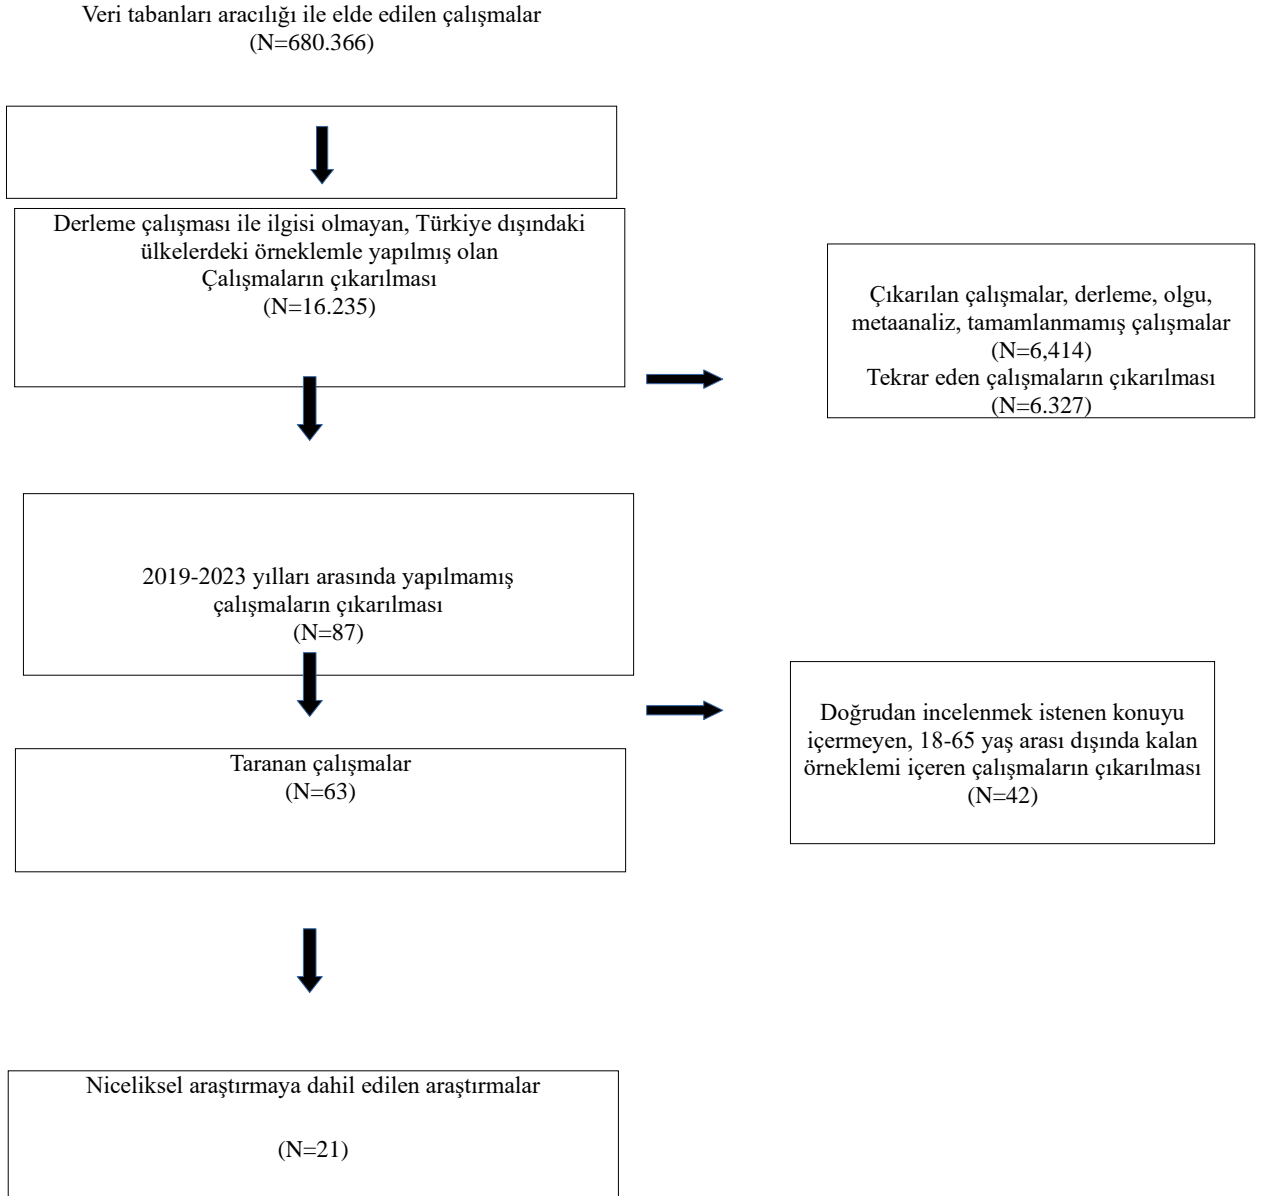 Veri tabanları aracılığı ile elde edilen çalışmalar
(N=680.366)
Derleme çalışması ile ilgisi olmayan, Türkiye dışındaki
ülkelerdeki örneklemle yapılmış olan
Çalışmaların çıkarılması
(N=16.235)
Çıkarılan çalışmalar, derleme, olgu,
metaanaliz, tamamlanmamış çalışmalar
(N=6,414)
Tekrar eden çalışmaların çıkarılması
(N=6.327)
2019-2023 yılları arasında yapılmamış
çalışmaların çıkarılması
(N=87)
Doğrudan incelenmek istenen konuyu
içermeyen, 18-65 yaş arası dışında kalan
örneklemi içeren çalışmaların çıkarılması
(N=42)
Taranan çalışmalar
(N=63)
Niceliksel araştırmaya dahil edilen araştırmalar
(N=21)